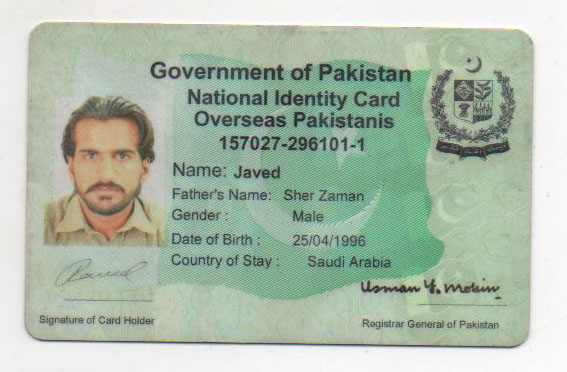 Government of Pakistan
National Identity Card
Overseas Pakistanis
157027-296101-1
Name: Javed
Father's Name: Sher Zaman
Gender : Male
Date of Birth : 25/04/1996
Country of Stay : Saudi Arabia
Javed
Usman Y. Mobin
Signature of Card Holder
Registrar General of Pakistan